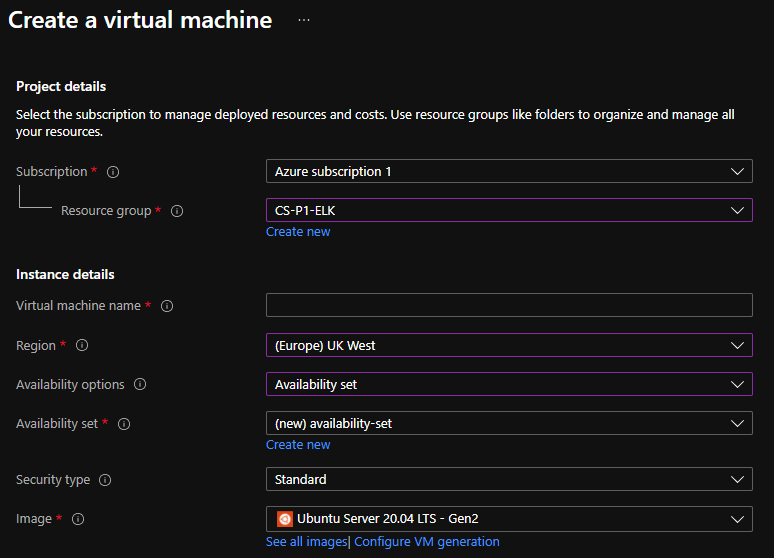 Create a virtual machine ...
Project details
Select the subscription to manage deployed resources and costs. Use resource groups like folders to organize and manage all
your resources.
Subscription * Azure subscription 1
Resource group * CS-P1-ELK
Create new
Instance details
Virtual machine name *
Region * (Europe) UK West
Availability options Availability set
Availability set * (new) availability-set
Create new
Security type Standard
Image * Ubuntu Server 20.04 LTS - Gen2
See all images| Configure VM generation